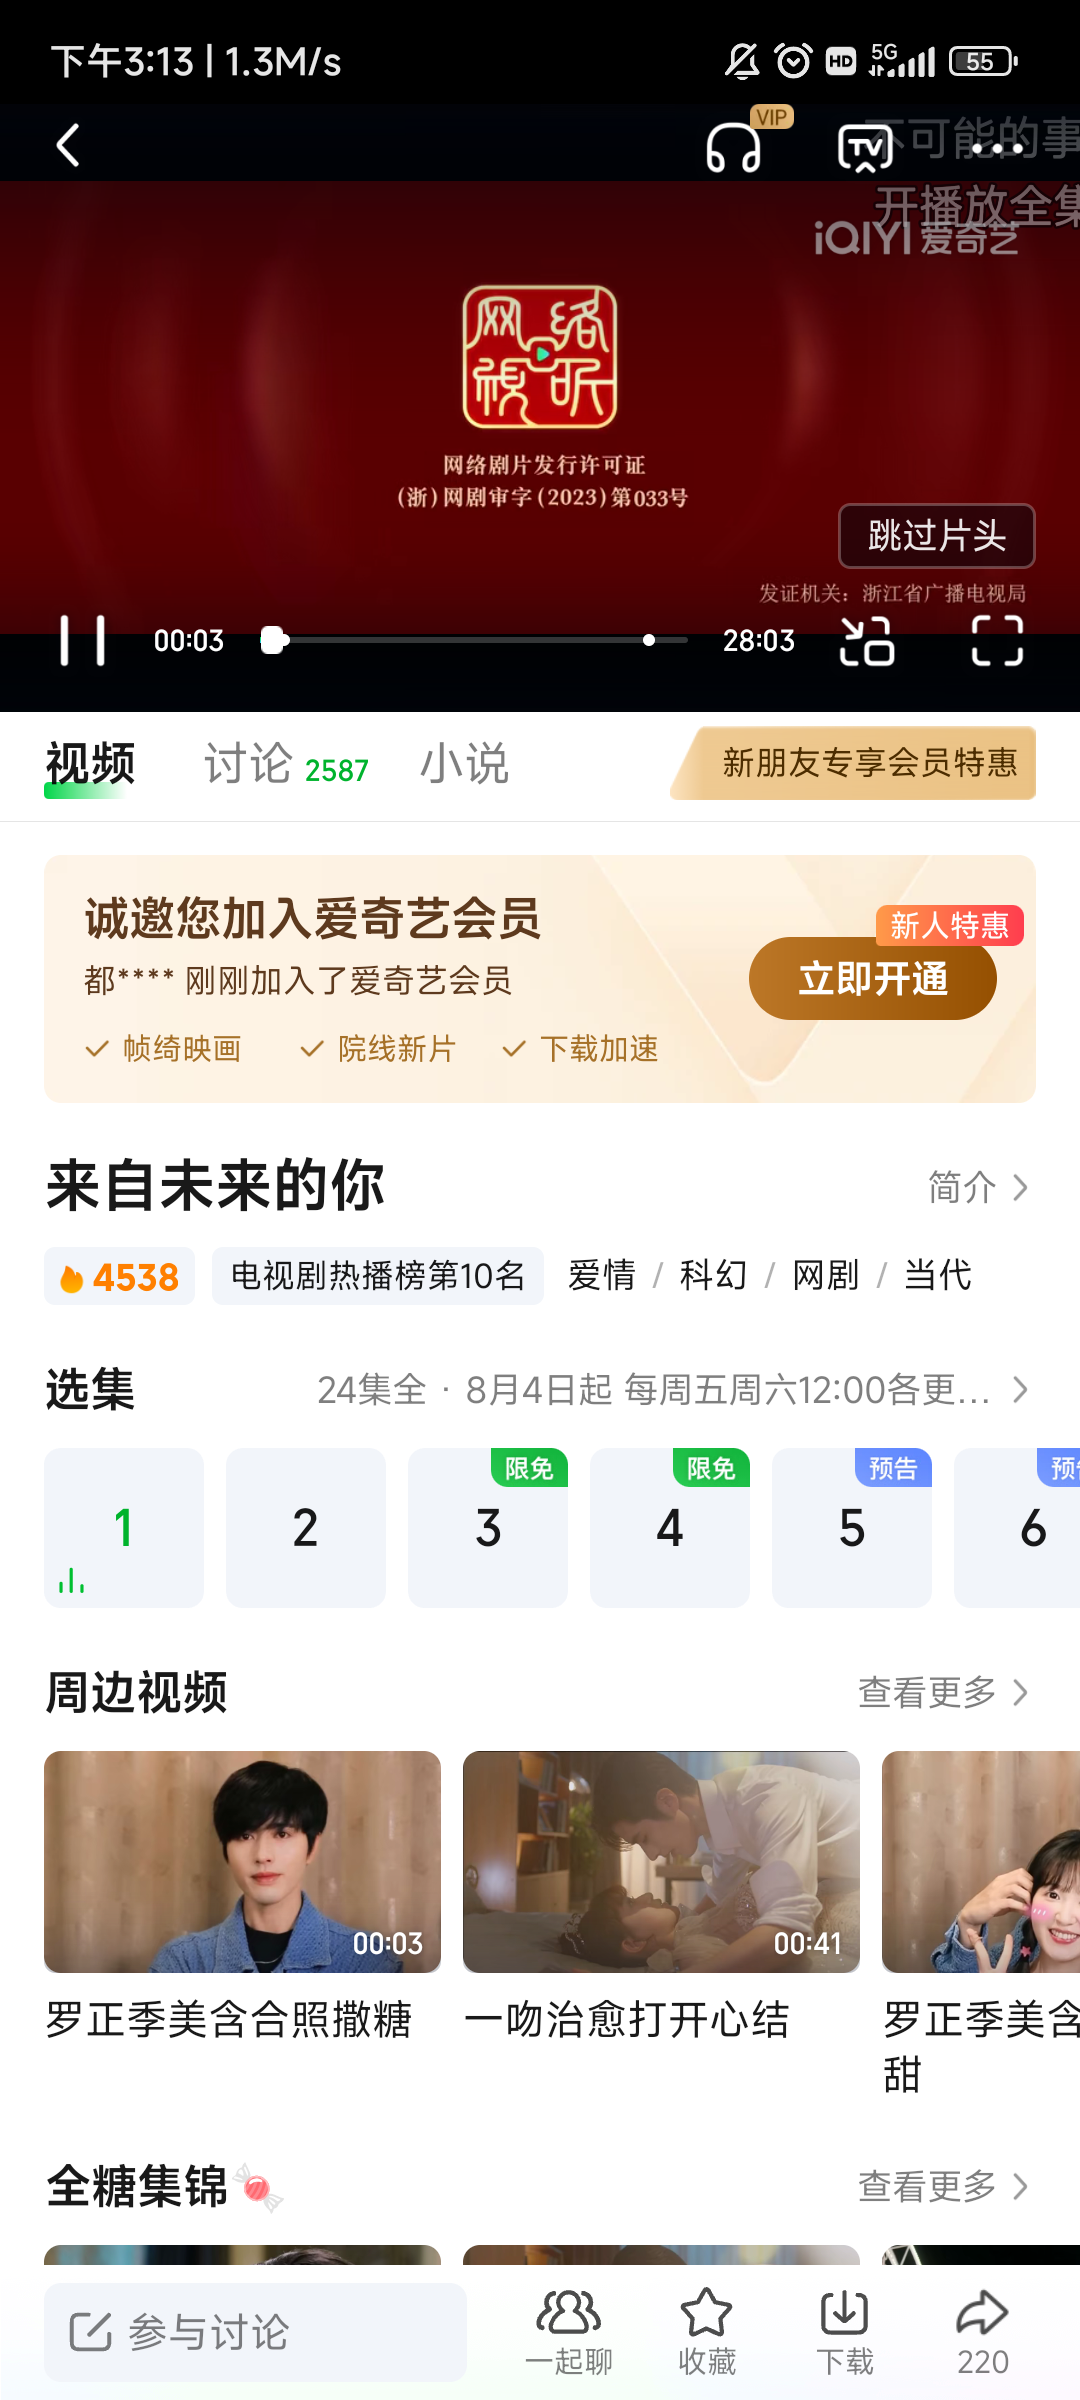 下午3:13 | 1.3M/s
HD
5G
55
VIP
TV
不可能的事
开播放全集
iQIYI 爱奇艺
网络视听
网络剧片发行许可证
(浙)网剧审字(2023)第033号
跳过片头
发证机关：浙江省广播电视局
00:03
28:03
视频
讨论 2587
小说
新朋友专享会员特惠
诚邀您加入爱奇艺会员
新人特惠
都**** 刚刚加入了爱奇艺会员
立即开通
帧绮映画
院线新片
下载加速
来自未来的你
简介
4538
电视剧热播榜第10名
爱情 / 科幻 / 网剧 / 当代
选集
24集全 · 8月4日起 每周五周六12:00各更...
1
2
限免
3
限免
4
预告
5
预告
6
周边视频
查看更多
00:03
00:41
罗正季美含合照撒糖
一吻治愈打开心结
罗正季美含
甜
全糖集锦
查看更多
参与讨论
一起聊
收藏
下载
220